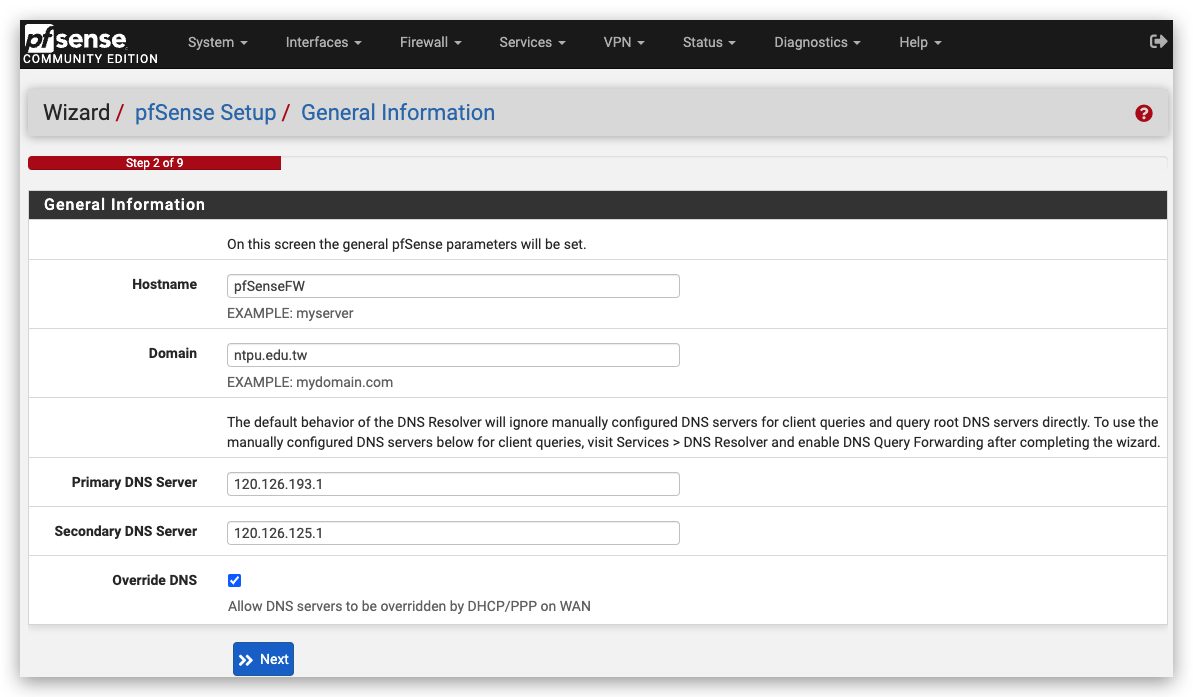 pfsense
COMMUNITY EDITION
System
Interfaces
Firewall
Services
VPN
Status
Diagnostics
Help
Wizard / pfSense Setup / General Information
Step 2 of 9
General Information
On this screen the general pfSense parameters will be set.
Hostname
pfSenseFW
EXAMPLE: myserver
Domain
ntpu.edu.tw
EXAMPLE: mydomain.com
The default behavior of the DNS Resolver will ignore manually configured DNS servers for client queries and query root DNS servers directly. To use the
manually configured DNS servers below for client queries, visit Services > DNS Resolver and enable DNS Query Forwarding after completing the wizard.
Primary DNS Server
120.126.193.1
Secondary DNS Server
120.126.125.1
Override DNS
Allow DNS servers to be overridden by DHCP/PPP on WAN
Next